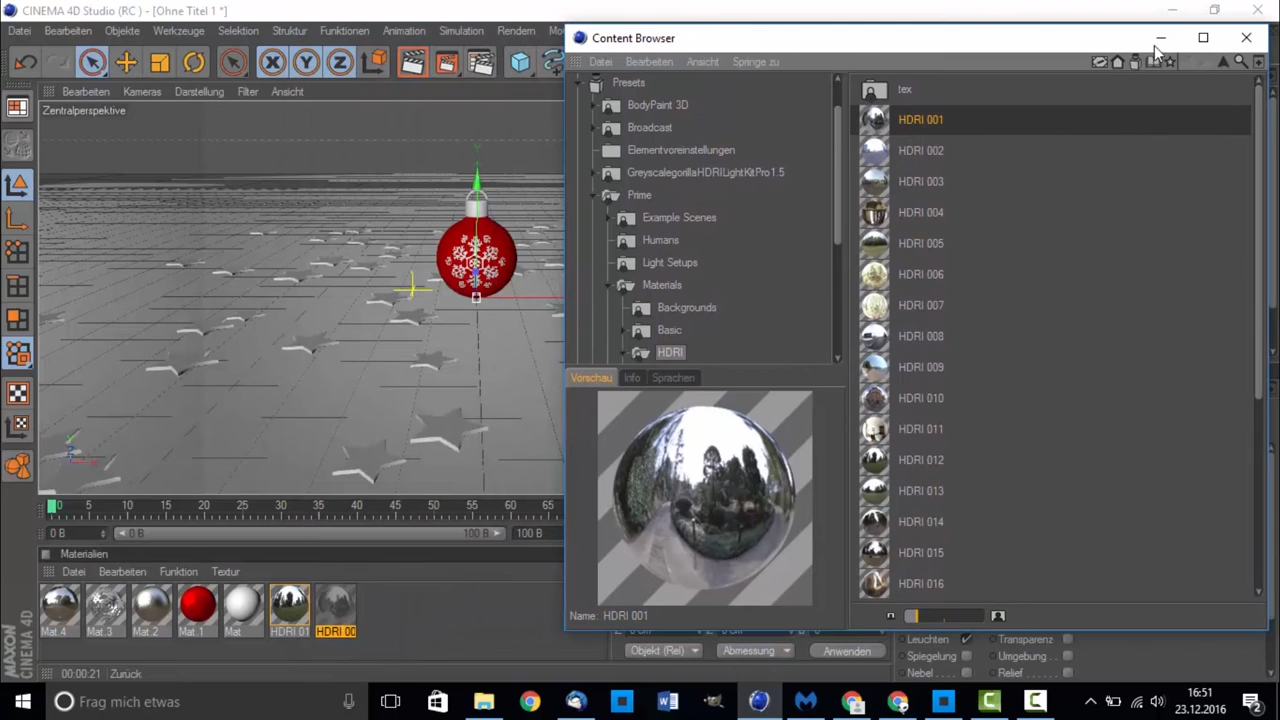 CINEMA 4D Studio (RC) - [Ohne Titel 1 *]
Datei Bearbeiten Objekte Werkzeuge Selektion Struktur Funktionen Animation Simulation Rendern
Content Browser
Datei Bearbeiten Ansicht Springe zu
X Y Z
Bearbeiten Kameras Darstellung Filter Ansicht
Zentralperspektive
Presets
BodyPaint 3D
Broadcast
Elementvoreinstellungen
GreyscalegorillaHDRILightKitPro1.5
Prime
Example Scenes
Humans
Light Setups
Materials
Backgrounds
Basic
HDRI
tex
HDRI 001
HDRI 002
HDRI 003
HDRI 004
HDRI 005
HDRI 006
HDRI 007
HDRI 008
HDRI 009
HDRI 010
HDRI 011
HDRI 012
HDRI 013
HDRI 014
HDRI 015
HDRI 016
Vorschau Info Sprachen
Name: HDRI 001
0 5 10 15 20 25 30 35 40 45 50 55 60 65
0 B 0 B 100 B 100 B
Materialien
Datei Bearbeiten Funktion Textur
Mat.4 Mat.3 Mat.2 Mat.1 Mat HDRI 01 HDRI 00
Objekt (Rel) Abmessung Anwenden
Leuchten Transparenz
Spiegelung Umgebung . .
Nebel . . . . . Relief . . . . .
MAXON
CINEMA 4D
00:00:21 Zurück
Frag mich etwas
16:51
23.12.2016
2